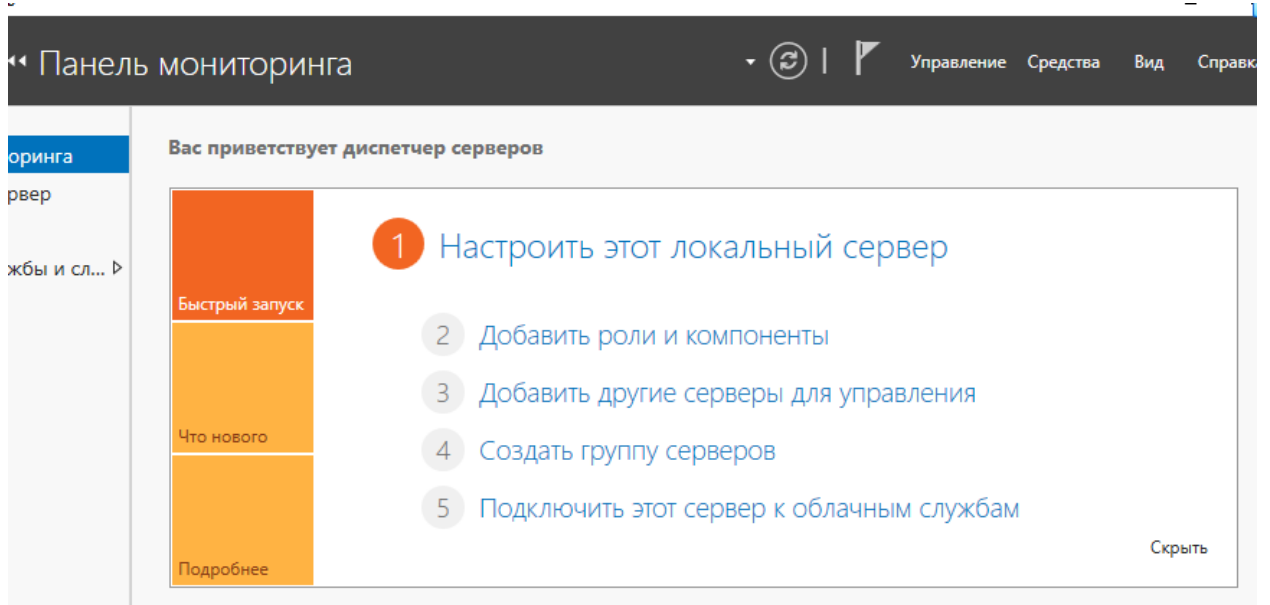 Панель мониторинга
Управление Средства Вид Справк
оринга
рвер
жбы и сл...
Вас приветствует диспетчер серверов
Быстрый запуск
Что нового
Подробнее
1 Настроить этот локальный сервер
2 Добавить роли и компоненты
3 Добавить другие серверы для управления
4 Создать группу серверов
5 Подключить этот сервер к облачным службам
Скрыть